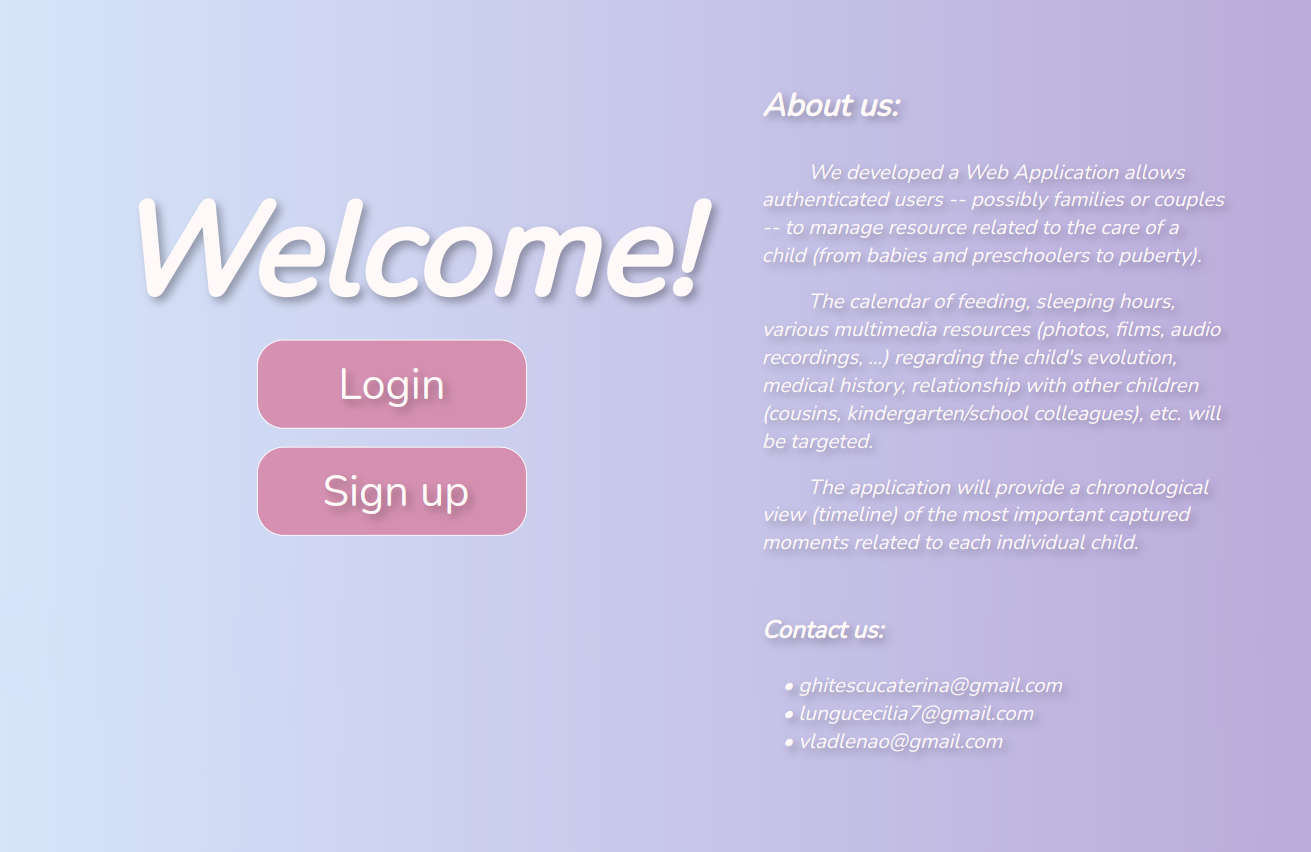 Welcome!
Login
Sign up
About us:
We developed a Web Application allows
authenticated users -- possibly families or couples
-- to manage resource related to the care of a
child (from babies and preschoolers to puberty).
The calendar of feeding, sleeping hours,
various multimedia resources (photos, films, audio
recordings, ...) regarding the child's evolution,
medical history, relationship with other children
(cousins, kindergarten/school colleagues), etc. will
be targeted.
The application will provide a chronological
view (timeline) of the most important captured
moments related to each individual child.
Contact us:
• ghitescucaterina@gmail.com
• lungucecilia7@gmail.com
• vladlenao@gmail.com